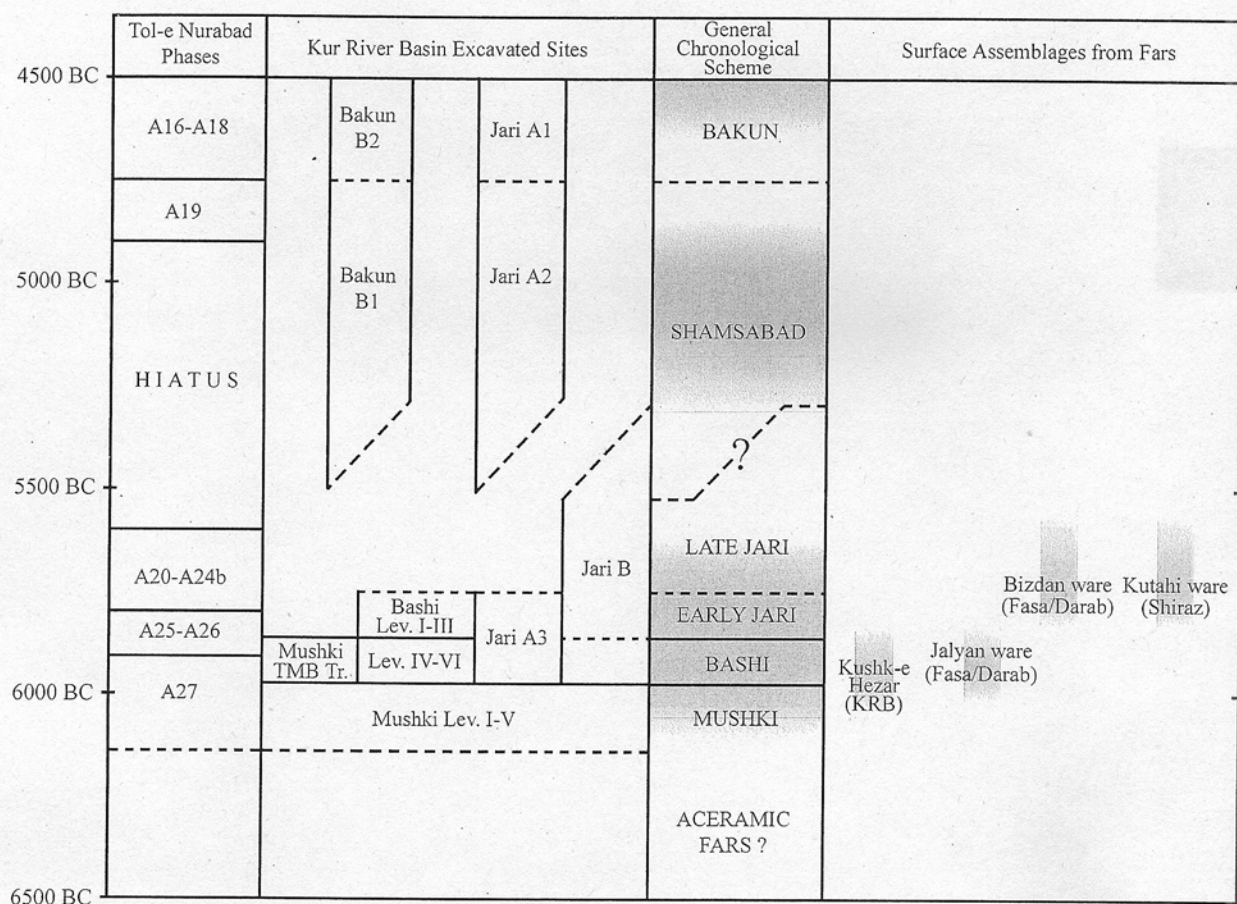 Tol-e Nurabad
Phases
Kur River Basin Excavated Sites
General
Chronological
Scheme
Surface Assemblages from Fars
4500 BC
5000 BC
5500 BC
6000 BC
6500 BC
A16-A18
A19
HIATUS
A20-A24b
A25-A26
A27
Bakun
B2
Bakun
B1
Jari A1
Jari A2
Jari B
Bashi
Lev. I-III
Jari A3
Mushki
TMB Tr.
Lev. IV-VI
Mushki Lev. I-V
BAKUN
SHAMSABAD
?
LATE JARI
EARLY JARI
BASHI
MUSHKI
ACERAMIC
FARS ?
Kushk-e
Hezar
(KRB)
Jalyan ware
(Fasa/Darab)
Bizdan ware
(Fasa/Darab)
Kutahi ware
(Shiraz)